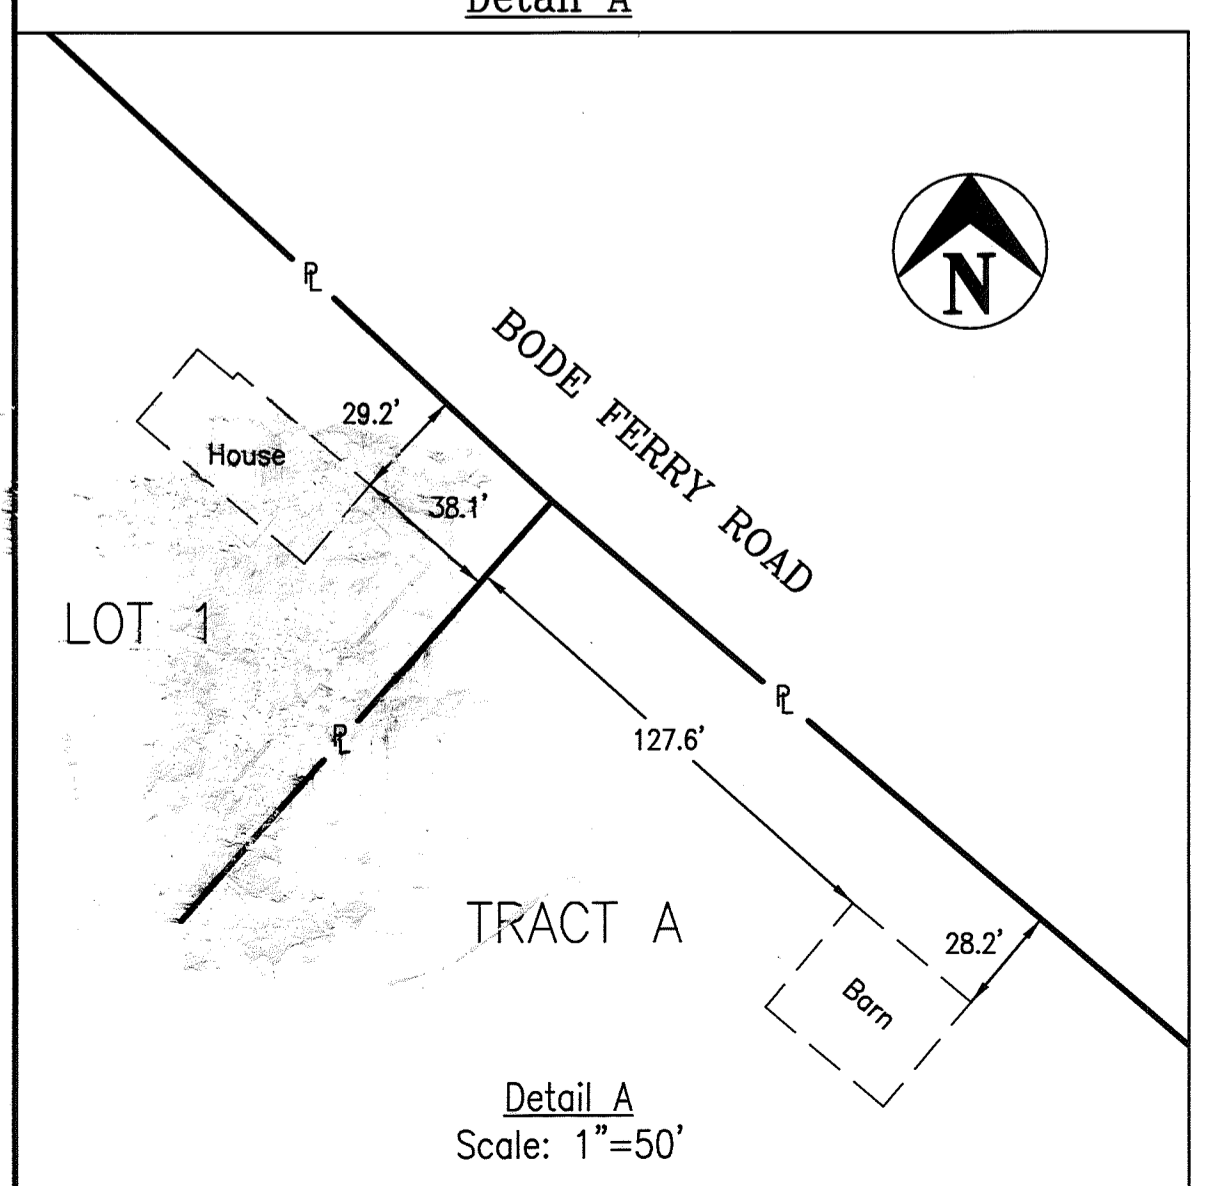 Detail A
N
PL
BODE FERRY ROAD
29.2'
House
38.1'
LOT 1
PL
127.6'
PL
TRACT A
28.2'
Barn
Detail A
Scale: 1"=50'